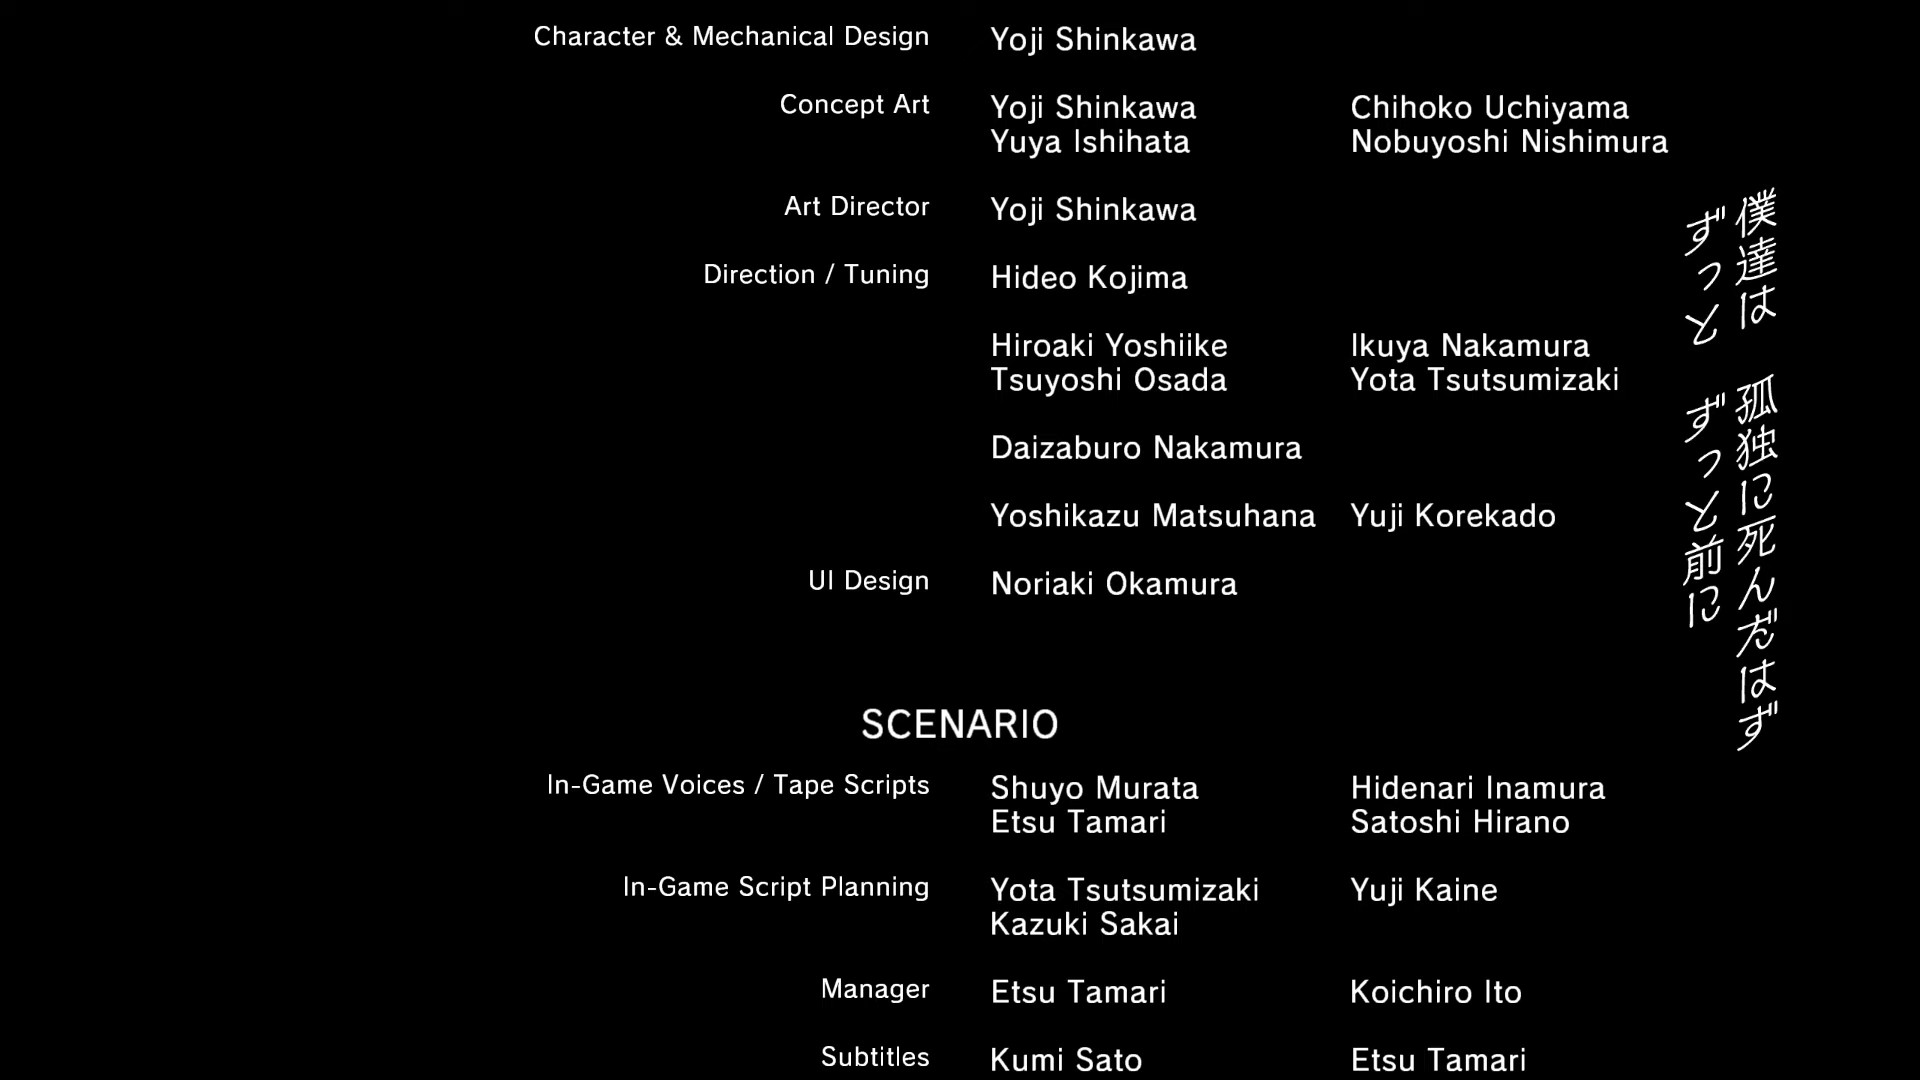 Character & Mechanical Design Yoji Shinkawa
Concept Art Yoji Shinkawa Chihoko Uchiyama
Yuya Ishihata Nobuyoshi Nishimura
Art Director Yoji Shinkawa
Direction / Tuning Hideo Kojima
Hiroaki Yoshiike Ikuya Nakamura
Tsuyoshi Osada Yota Tsutsumizaki
Daizaburo Nakamura
Yoshikazu Matsuhana Yuji Korekado
UI Design Noriaki Okamura
SCENARIO
In-Game Voices / Tape Scripts Shuyo Murata Hidenari Inamura
Etsu Tamari Satoshi Hirano
In-Game Script Planning Yota Tsutsumizaki Yuji Kaine
Kazuki Sakai
Manager Etsu Tamari Koichiro Ito
Subtitles Kumi Sato Etsu Tamari
僕達は 孤独に死んだはず
ずっと ずっと前に